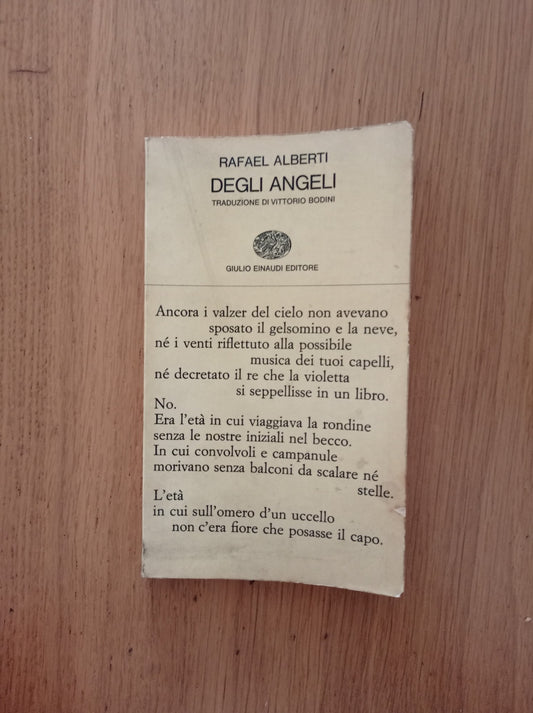 RAFAEL ALBERTI
DEGLI ANGELI
TRADUZIONE DI VITTORIO BODINI
GIULIO EINAUDI EDITORE
Ancora i valzer del cielo non avevano
sposato il gelsomino e la neve,
né i venti riflettuto alla possibile
musica dei tuoi capelli,
né decretato il re che la violetta
si seppellisse in un libro.
No.
Era l'età in cui viaggiava la rondine
senza le nostre iniziali nel becco.
In cui convolvoli e campanule
morivano senza balconi da scalare né
stelle.
L'età
in cui sull'omero d'un uccello
non c'era fiore che posasse il capo.